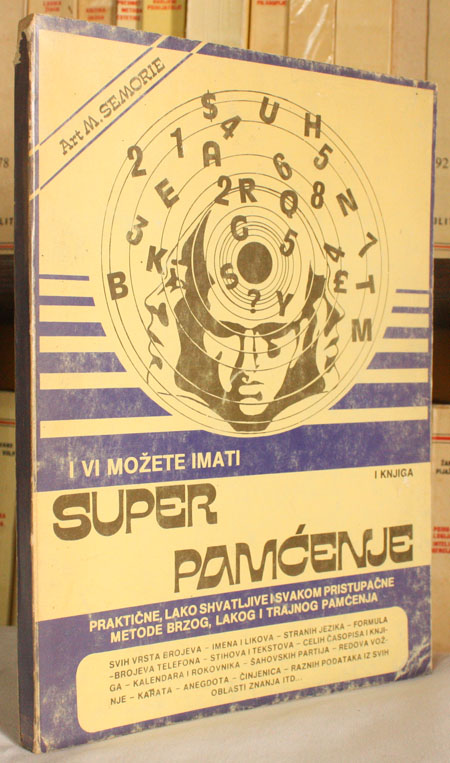 Art M. SEMORIE
$ U H
2 1 4 A 6 5
3 E 2 R Q 8 N
G 5 7
B K S ? Y 4 £ T
M
I VI MOŽETE IMATI
I KNJIGA
SUPER
PAMĆENJE
PRAKTIČNE, LAKO SHVATLJIVE I SVAKOM PRISTUPAČNE
METODE BRZOG, LAKOG I TRAJNOG PAMĆENJA
SVIH VRSTA BROJEVA - IMENA I LIKOVA - STRANIH JEZIKA - FORMULA
-BROJEVA TELEFONA - STIHOVA I TEKSTOVA - CELIH ČASOPISA I KNJI-
GA - KALENDARA I ROKOVNIKA - ŠAHOVSKIH PARTIJA - REDOVA VOŽ-
NJE - KARATA - ANEGDOTA - ČINJENICA - RAZNIH PODATAKA IZ SVIH
OBLASTI ZNANJA ITD...